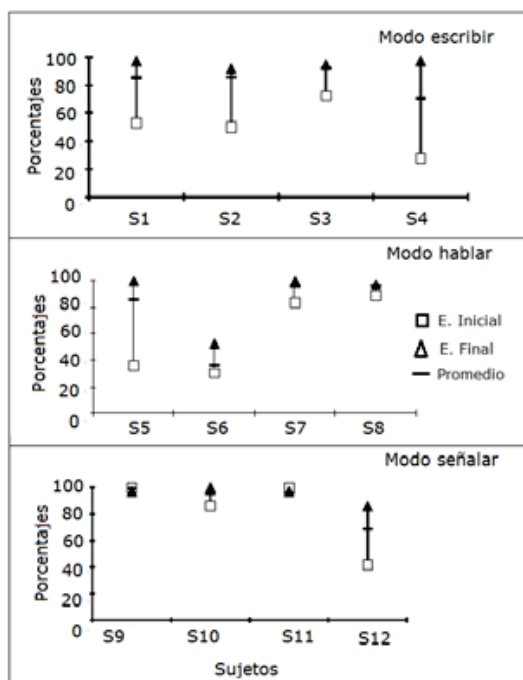 Modo escribir
Porcentajes
100
80
60
40
20
0
S1 S2 S3 S4
Modo hablar
Porcentajes
100
80
60
40
20
0
S5 S6 S7 S8
E. Inicial
E. Final
Promedio
Modo señalar
Porcentajes
100
80
60
40
20
0
S9 S10 S11 S12
Sujetos